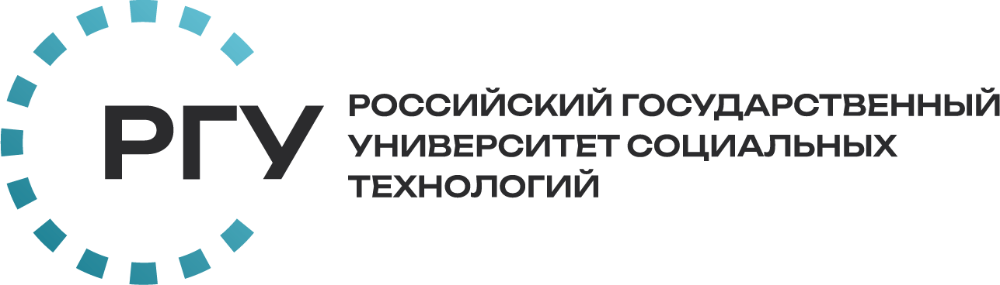 РГУ
РОССИЙСКИЙ ГОСУДАРСТВЕННЫЙ
УНИВЕРСИТЕТ СОЦИАЛЬНЫХ
ТЕХНОЛОГИЙ